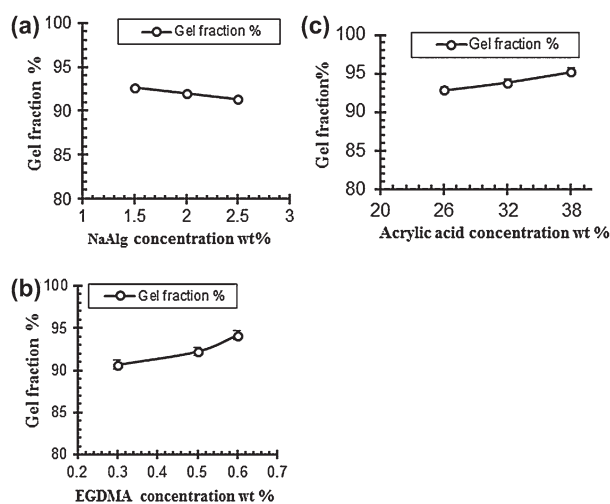 (a)
Gel fraction %
100
95
90
85
80
Gel fraction %
1
1.5
2
2.5
3
NaAlg concentration wt%
(c)
Gel fraction %
100
95
90
85
80
Gel fraction%
20
26
32
38
Acrylic acid concentration wt %
(b)
Gel fraction %
100
95
90
85
80
Gel fraction %
0.2
0.3
0.4
0.5
0.6
0.7
EGDMA concentration wt %